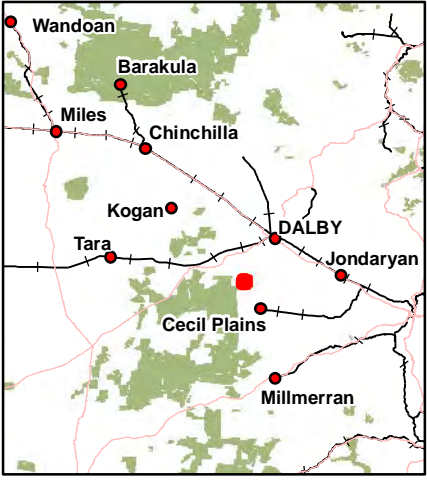 Wandoan
Barakula
Miles
Chinchilla
Kogan
DALBY
Tara
Jondaryan
Cecil Plains
Millmerran